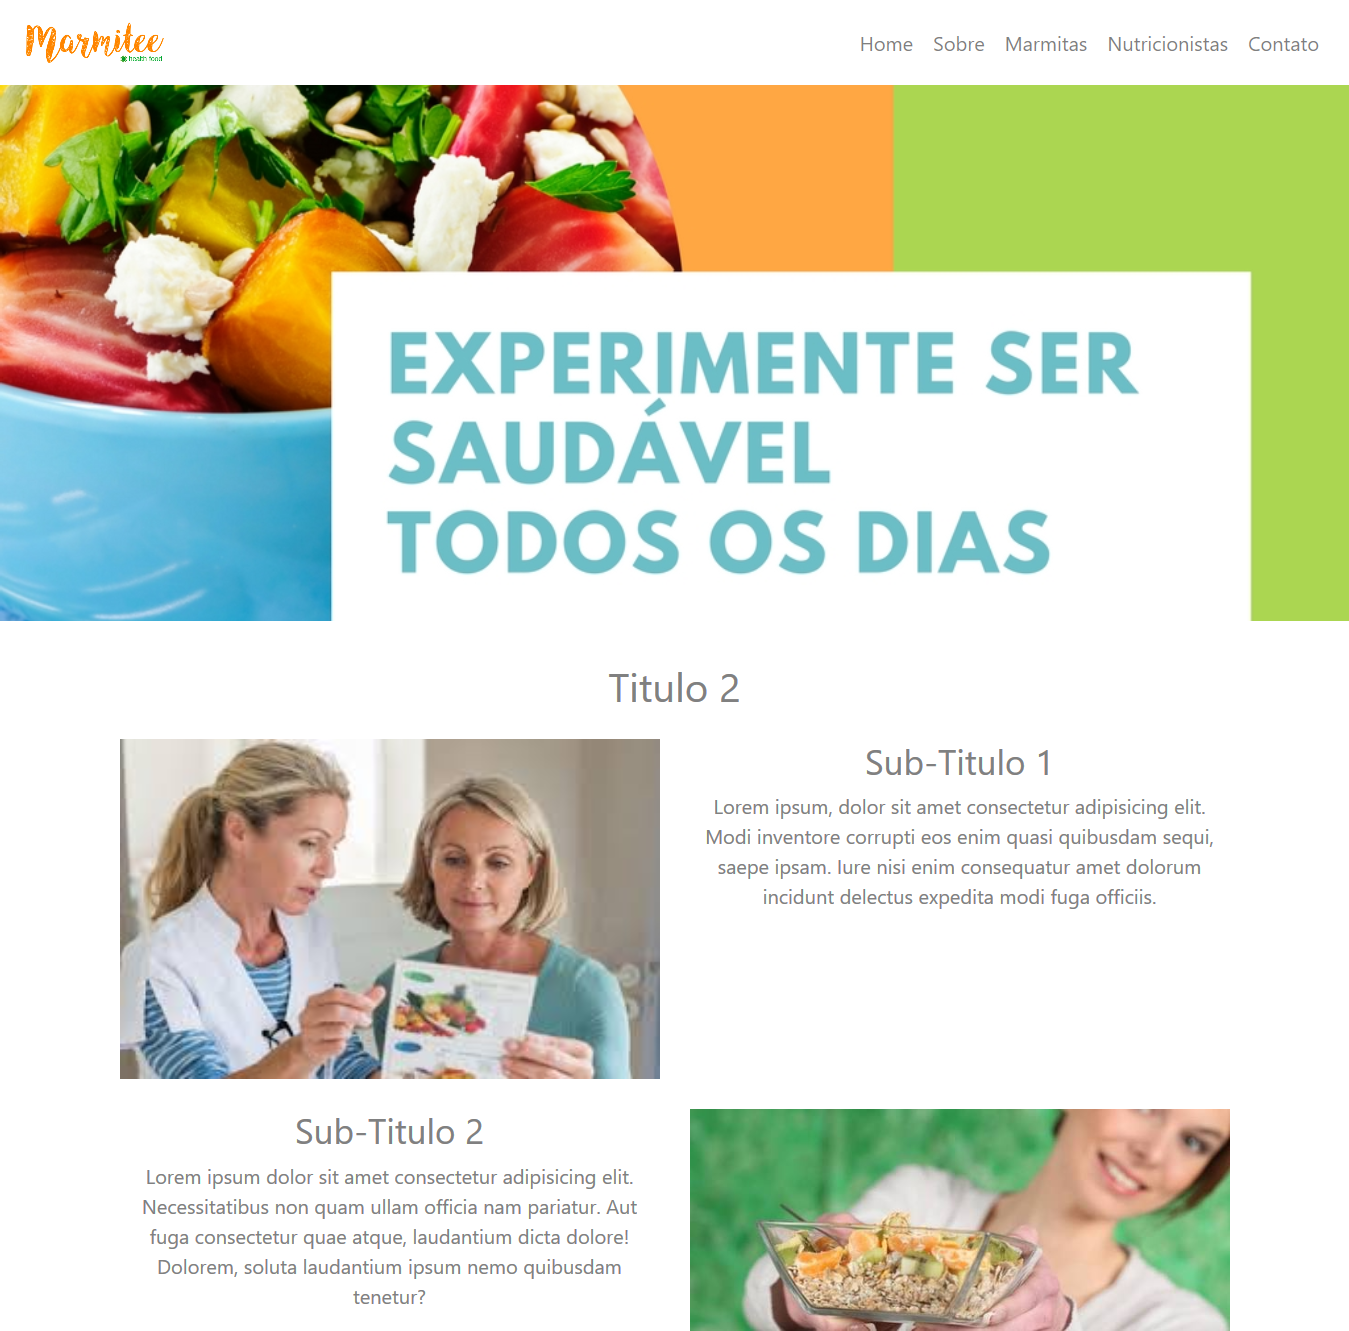 Marmitee
health food
Home Sobre Marmitas Nutricionistas Contato
EXPERIMENTE SER
SAUDÁVEL
TODOS OS DIAS
Titulo 2
Sub-Titulo 1
Lorem ipsum, dolor sit amet consectetur adipisicing elit.
Modi inventore corrupti eos enim quasi quibusdam sequi,
saepe ipsam. Iure nisi enim consequatur amet dolorum
incidunt delectus expedita modi fuga officiis.
Sub-Titulo 2
Lorem ipsum dolor sit amet consectetur adipisicing elit.
Necessitatibus non quam ullam officia nam pariatur. Aut
fuga consectetur quae atque, laudantium dicta dolore!
Dolorem, soluta laudantium ipsum nemo quibusdam
tenetur?